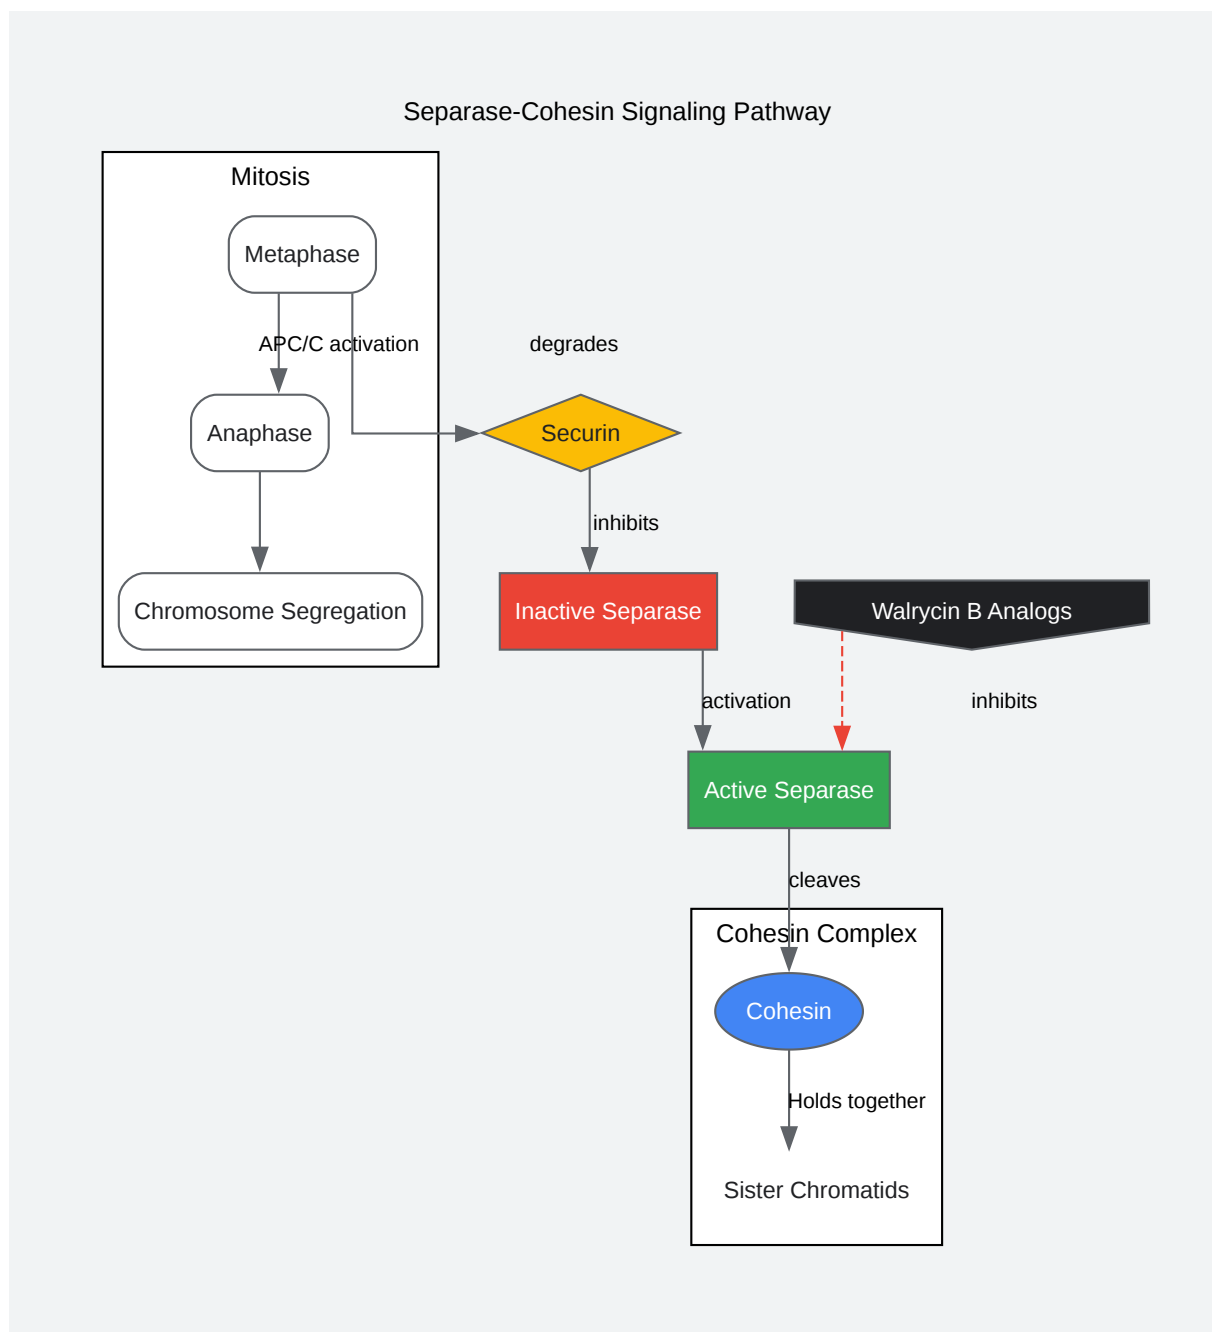 Separase-Cohesin Signaling Pathway
Mitosis
Metaphase
APC/C activation
degrades
Anaphase
Securin
inhibits
Chromosome Segregation
Inactive Separase
Walrycin B Analogs
activation
inhibits
Active Separase
cleaves
Cohesin Complex
Cohesin
Holds together
Sister Chromatids